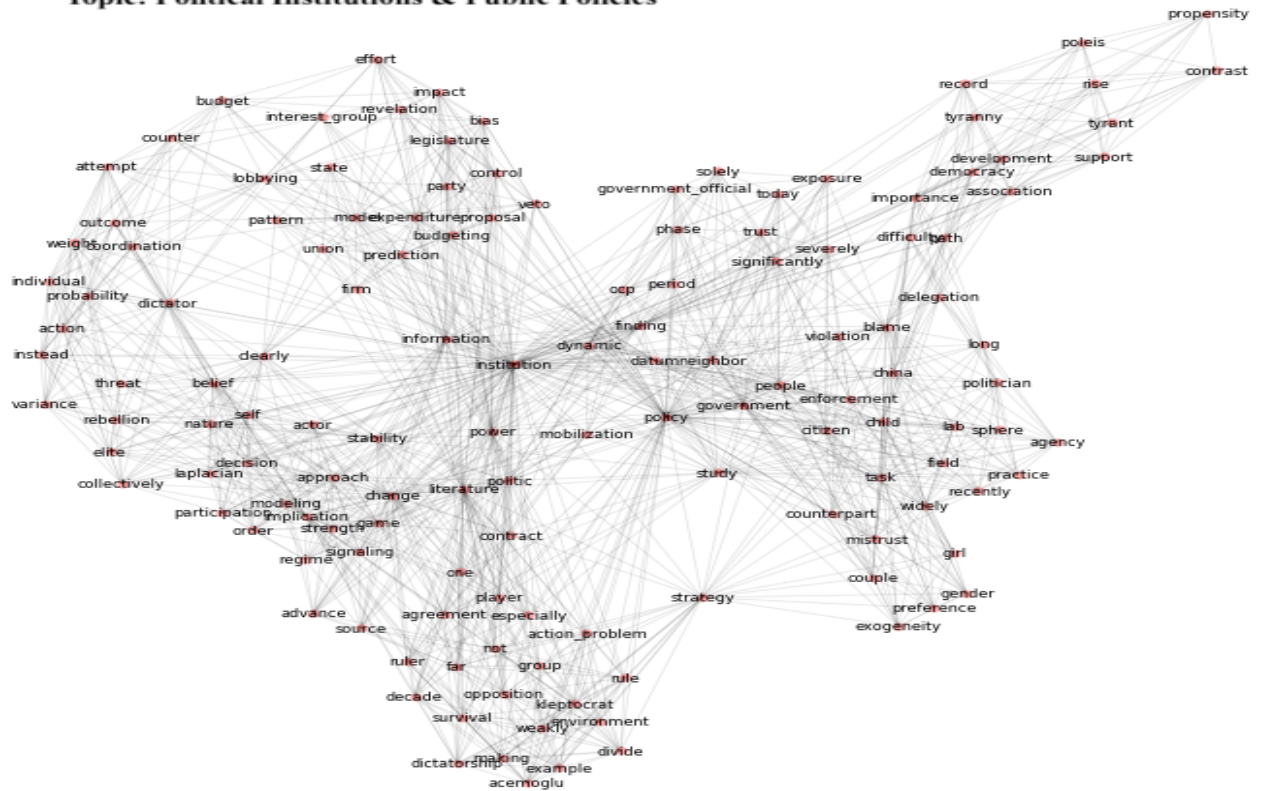 Topic: Political Institutions & Public Policies
propensity
poleis
effort
contrast
record
rise
impact
budget
revelation
interest_group
tyranny
bias
tyrant
counter
legislature
support
development
attempt
state
solely
control
democracy
lobbying
exposure
party
government_official
association
today
importance
veto
pattern
model
expenditure
proposal
outcome
phase
trust
budgeting
difficulty
path
weight
coordination
union
severely
prediction
significantly
individual
period
firm
ocp
probability
delegation
dictator
action
finding
blame
violation
information
long
dynamic
instead
clearly
datum
neighbor
institution
china
threat
belief
people
politician
enforcement
variance
government
self
policy
rebellion
nature
actor
child
lab
sphere
citizen
power
mobilization
stability
agency
elite
decision
field
laplacian
study
practice
approach
task
collectively
politic
literature
recently
change
modeling
widely
participation
implication
counterpart
game
order
strength
contract
mistrust
signaling
girl
regime
one
couple
gender
player
strategy
preference
advance
agreement
especially
exogeneity
source
action_problem
not
ruler
far
group
rule
decade
opposition
kleptocrat
survival
environment
weakly
divide
making
dictatorship
example
acemoglu